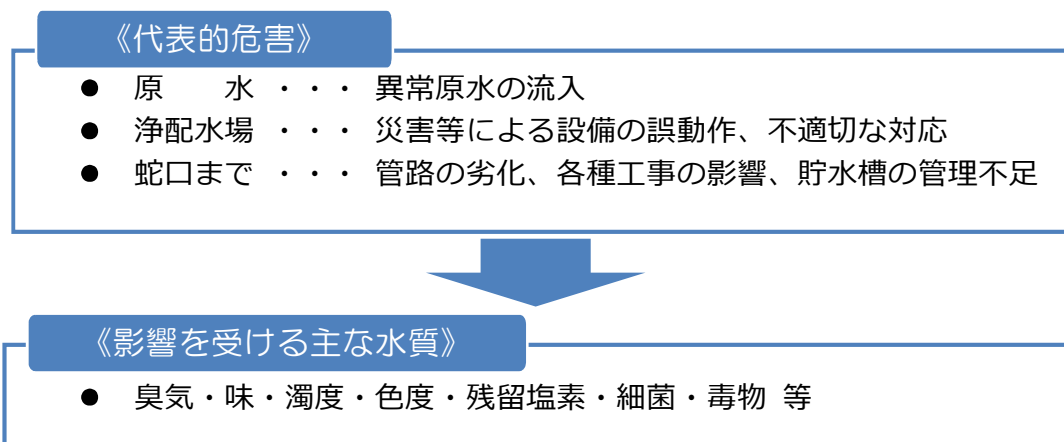 《代表的危害》
● 原　　水 ・・・ 異常原水の流入
● 浄配水場 ・・・ 災害等による設備の誤動作、不適切な対応
● 蛇口まで ・・・ 管路の劣化、各種工事の影響、貯水槽の管理不足
《影響を受ける主な水質》
● 臭気・味・濁度・色度・残留塩素・細菌・毒物 等